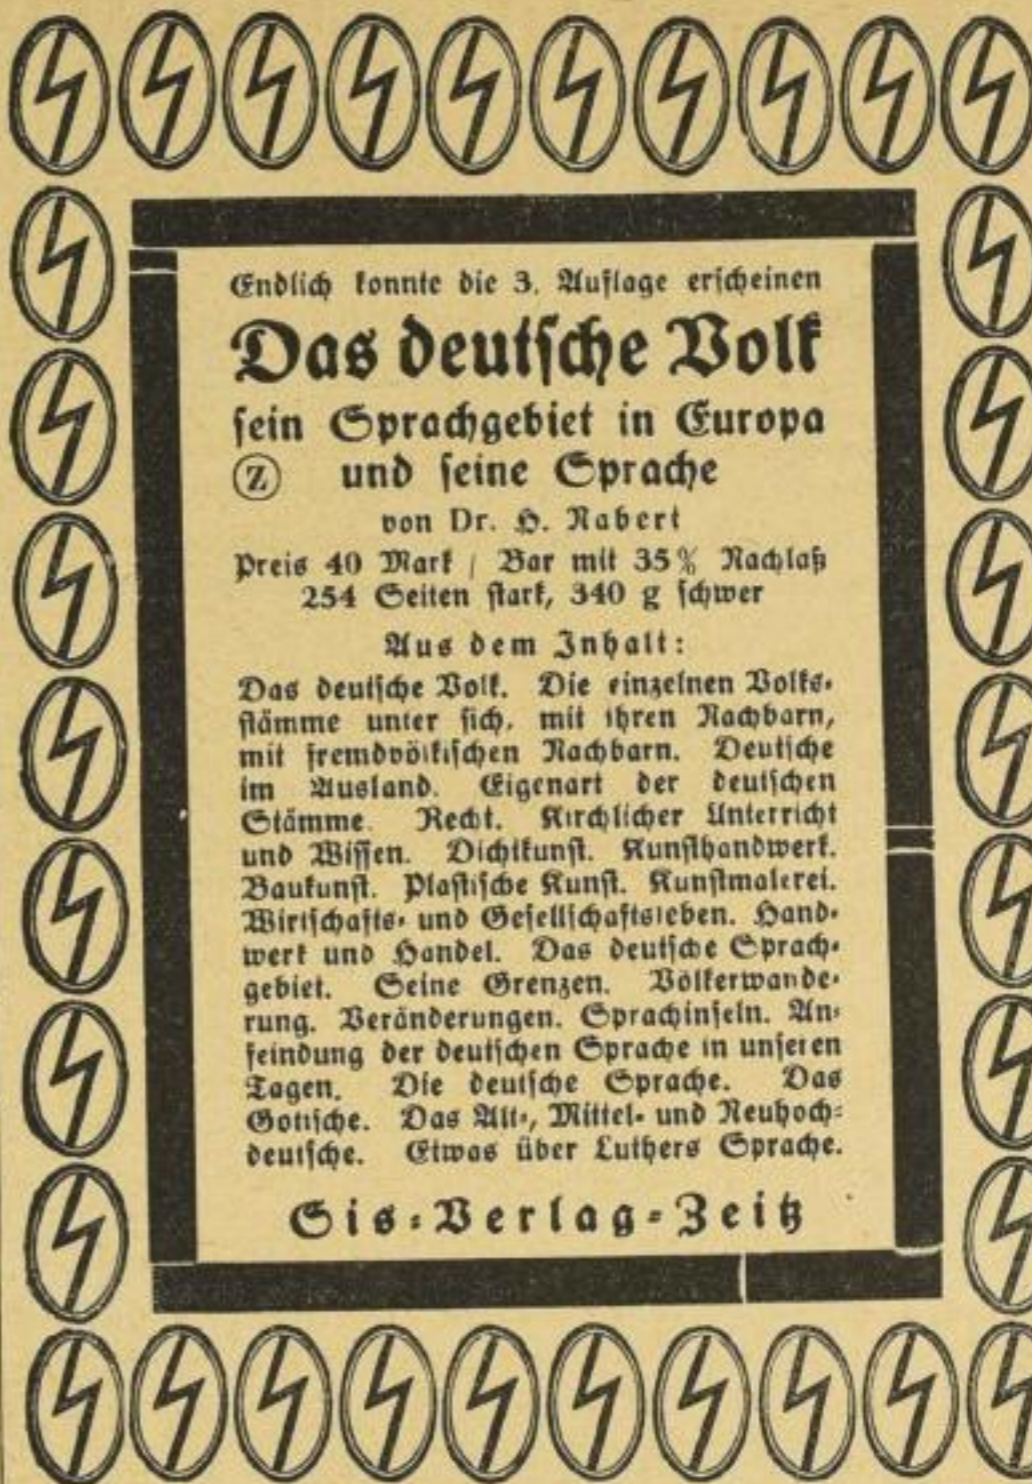 Endlich konnte die 3. Auflage erscheinen
Das deutsche Volk
sein Sprachgebiet in Europa
Ⓩ und seine Sprache
von Dr. H. Nabert
Preis 40 Mark / Bar mit 35% Nachlaß
254 Seiten stark, 340 g schwer
Aus dem Inhalt:
Das deutsche Volk. Die einzelnen Volks-
stämme unter sich, mit ihren Nachbarn,
mit fremdvölkischen Nachbarn. Deutsche
im Ausland. Eigenart der deutschen
Stämme. Recht. Kirchlicher Unterricht
und Wissen. Dichtkunst. Kunsthandwerk.
Baukunst. Plastische Kunst. Kunstmalerei.
Wirtschafts- und Gesellschaftsleben. Hand-
werk und Handel. Das deutsche Sprach-
gebiet. Seine Grenzen. Völkerwande-
rung. Veränderungen. Sprachinseln. An-
feindung der deutschen Sprache in unseren
Tagen. Die deutsche Sprache. Das
Gotische. Das Alt-, Mittel- und Neuhoch-
deutsche. Etwas über Luthers Sprache.
Sis-Verlag-Zeitz